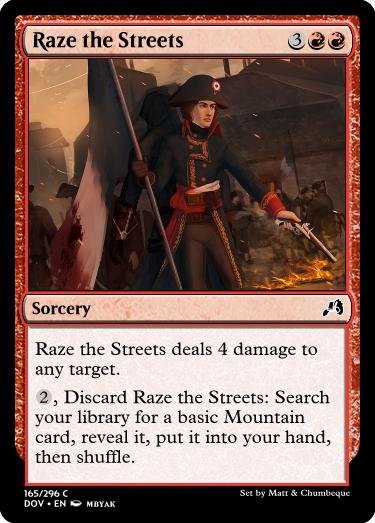 Raze the Streets 3
Sorcery
Raze the Streets deals 4 damage to
any target.
2, Discard Raze the Streets: Search
your library for a basic Mountain
card, reveal it, put it into your hand,
then shuffle.
165/296 C
DOV • EN MBYAK
Set by Matt & Chumbeque